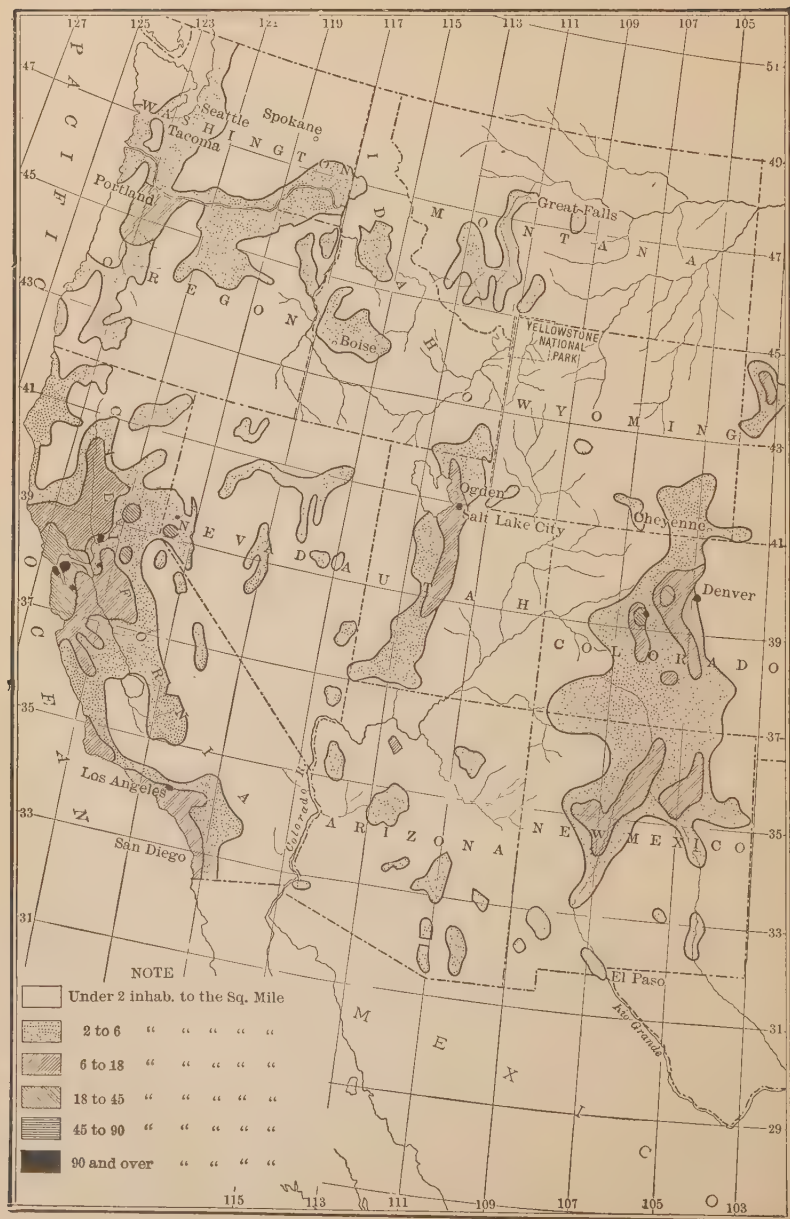 127 125 123 121 119 117 115 113 111 109 107 105
47
51
49
PACIFIC OCEAN
WASHINGTON
Seattle
Spokane
Tacoma
45
Portland
IDAHO
MONTANA
Great Falls
47
43
OREGON
Boise
YELLOWSTONE
NATIONAL
PARK
45
41
WYOMING
43
CALIFORNIA
39
NEVADA
Ogden
Salt Lake City
Cheyenne
41
37
UTAH
Denver
COLORADO
39
35
37
Los Angeles
Colorado R.
33
ARIZONA
NEW MEXICO
35
San Diego
31
33
El Paso
Rio Grande
31
MEXICO
29
NOTE
Under 2 inhab. to the Sq. Mile
2 to 6 “ “ “ “ “
6 to 18 “ “ “ “ “
18 to 45 “ “ “ “ “
45 to 90 “ “ “ “ “
90 and over “ “ “ “
115 113 111 109 107 105 103